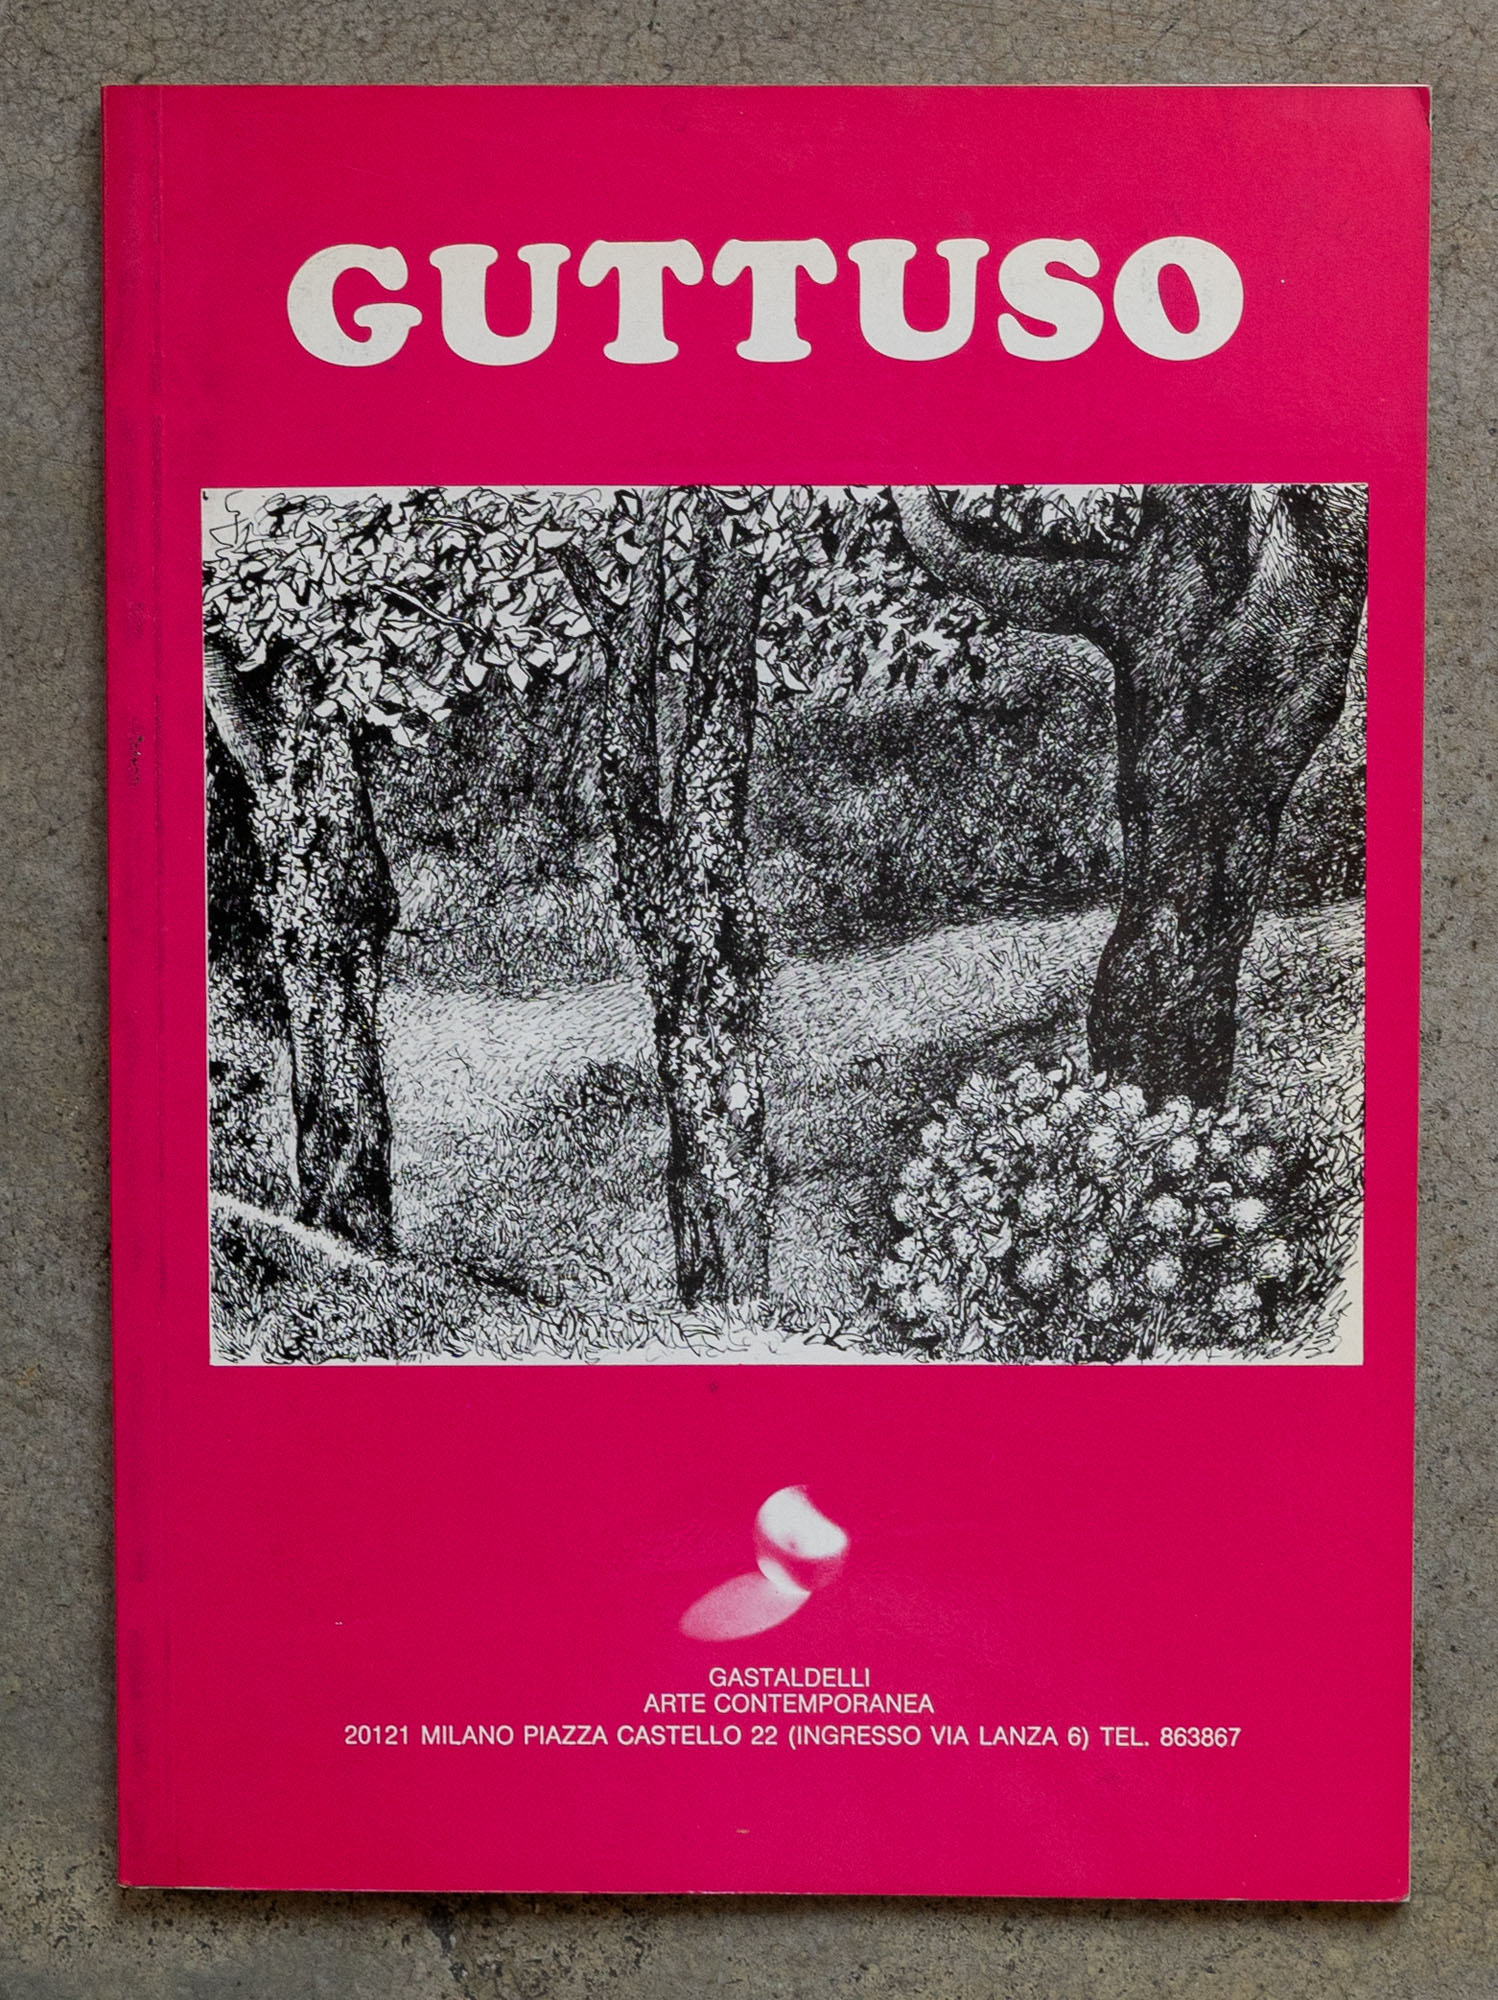 GUTTUSO
GASTALDELLI
ARTE CONTEMPORANEA
20121 MILANO PIAZZA CASTELLO 22 (INGRESSO VIA LANZA 6) TEL. 863867